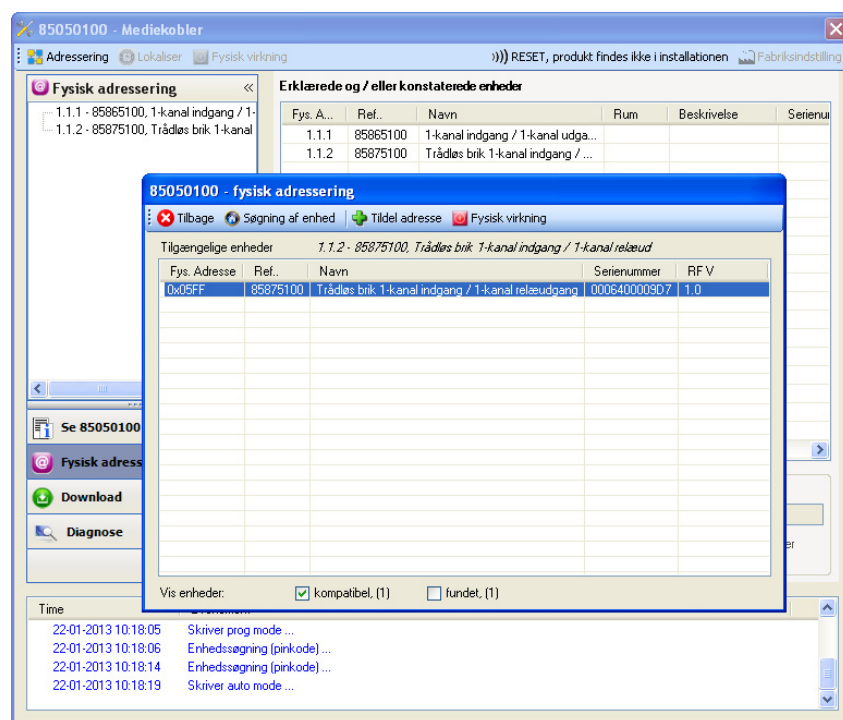 85050100 - Mediekobler
Adressering Lokaliser Fysisk virkning ))) RESET, produkt findes ikke i installationen Fabriksindstilling
Fysisk adressering «
1.1.1 - 85865100, 1-kanal indgang / 1-
1.1.2 - 85875100, Trådløs brik 1-kanal
Erklærede og / eller konstaterede enheder
Fys. A... Ref.. Navn Rum Beskrivelse Serienu
1.1.1 85865100 1-kanal indgang / 1-kanal udga...
1.1.2 85875100 Trådløs brik 1-kanal indgang / ...
85050100 - fysisk adressering
Tilbage Søgning af enhed Tildel adresse Fysisk virkning
Tilgængelige enheder 1.1.2 - 85875100, Trådløs brik 1-kanal indgang / 1-kanal relæud
Fys. Adresse Ref.. Navn Serienummer RF V
0x05FF 85875100 Trådløs brik 1-kanal indgang / 1-kanal relæudgang 0006400009D7 1.0
Vis enheder: kompatibel, (1) fundet, (1)
Se 85050100
Fysisk adress
Download
Diagnose
er
Time
22-01-2013 10:18:05 Skriver prog mode ...
22-01-2013 10:18:06 Enhedssøgning (pinkode) ...
22-01-2013 10:18:14 Enhedssøgning (pinkode) ...
22-01-2013 10:18:19 Skriver auto mode ...